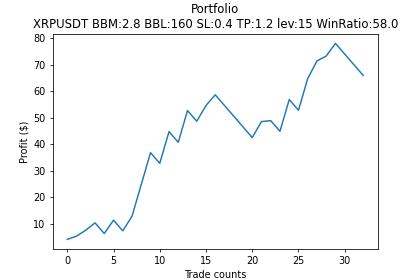 Portfolio
XRPUSDT BBM:2.8 BBL:160 SL:0.4 TP:1.2 lev:15 WinRatio:58.0
80
70
60
50
40
30
20
10
Profit ($)
0 5 10 15 20 25 30
Trade counts